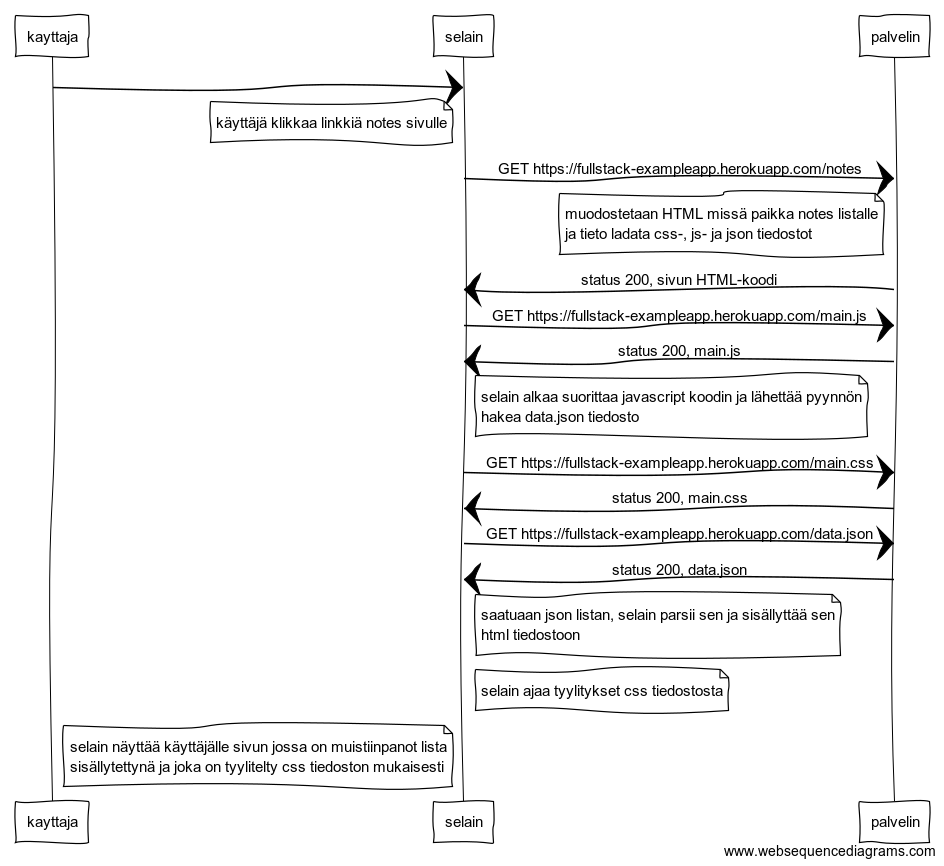 kayttaja
selain
palvelin
käyttäjä klikkaa linkkiä notes sivulle
GET https://fullstack-exampleapp.herokuapp.com/notes
muodostetaan HTML missä paikka notes listalle
ja tieto ladata css-, js- ja json tiedostot
status 200, sivun HTML-koodi
GET https://fullstack-exampleapp.herokuapp.com/main.js
status 200, main.js
selain alkaa suorittaa javascript koodin ja lähettää pyynnön
hakea data.json tiedosto
GET https://fullstack-exampleapp.herokuapp.com/main.css
status 200, main.css
GET https://fullstack-exampleapp.herokuapp.com/data.json
status 200, data.json
saatuaan json listan, selain parsii sen ja sisällyttää sen
html tiedostoon
selain ajaa tyylitykset css tiedostosta
selain näyttää käyttäjälle sivun jossa on muistiinpanot lista
sisällytettynä ja joka on tyylitelty css tiedoston mukaisesti
kayttaja
selain
palvelin
www.websequencediagrams.com